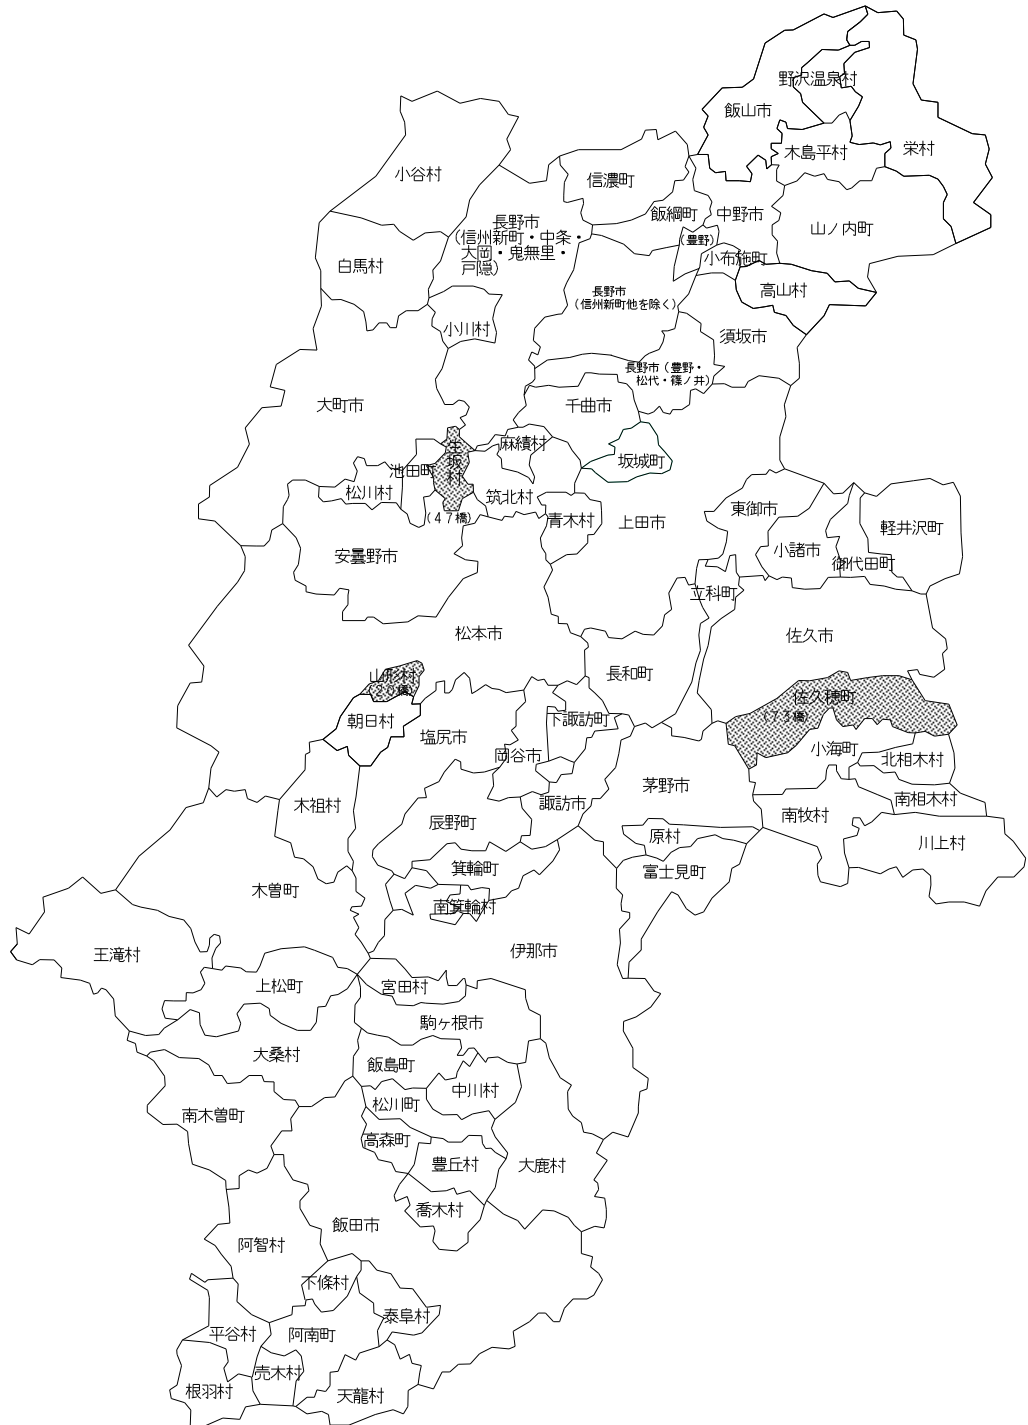 野沢温泉村
飯山市
木島平村
栄村
小谷村
信濃町
飯綱町
中野市
長野市
(信州新町・中条・
大岡・鬼無里・
戸隠)
山ノ内町
(豊野)
小布施町
白馬村
高山村
長野市
(信州新町他を除く)
小川村
須坂市
長野市(豊野・
松代・篠ノ井)
大町市
千曲市
麻績村
生坂村
坂城町
池田町
松川村
筑北村
(47橋)
青木村
上田市
東御市
軽井沢町
小諸市
御代田町
安曇野市
立科町
松本市
佐久市
山形村
(20橋)
長和町
佐久穂町
(73橋)
朝日村
下諏訪町
塩尻市
岡谷市
小海町
北相木村
茅野市
南相木村
木祖村
諏訪市
南牧村
辰野町
原村
川上村
箕輪町
富士見町
木曽町
南箕輪村
王滝村
伊那市
上松町
宮田村
駒ヶ根市
大桑村
飯島町
中川村
松川町
南木曽町
高森町
豊丘村
大鹿村
喬木村
飯田市
阿智村
下條村
泰阜村
平谷村
阿南町
売木村
根羽村
天龍村